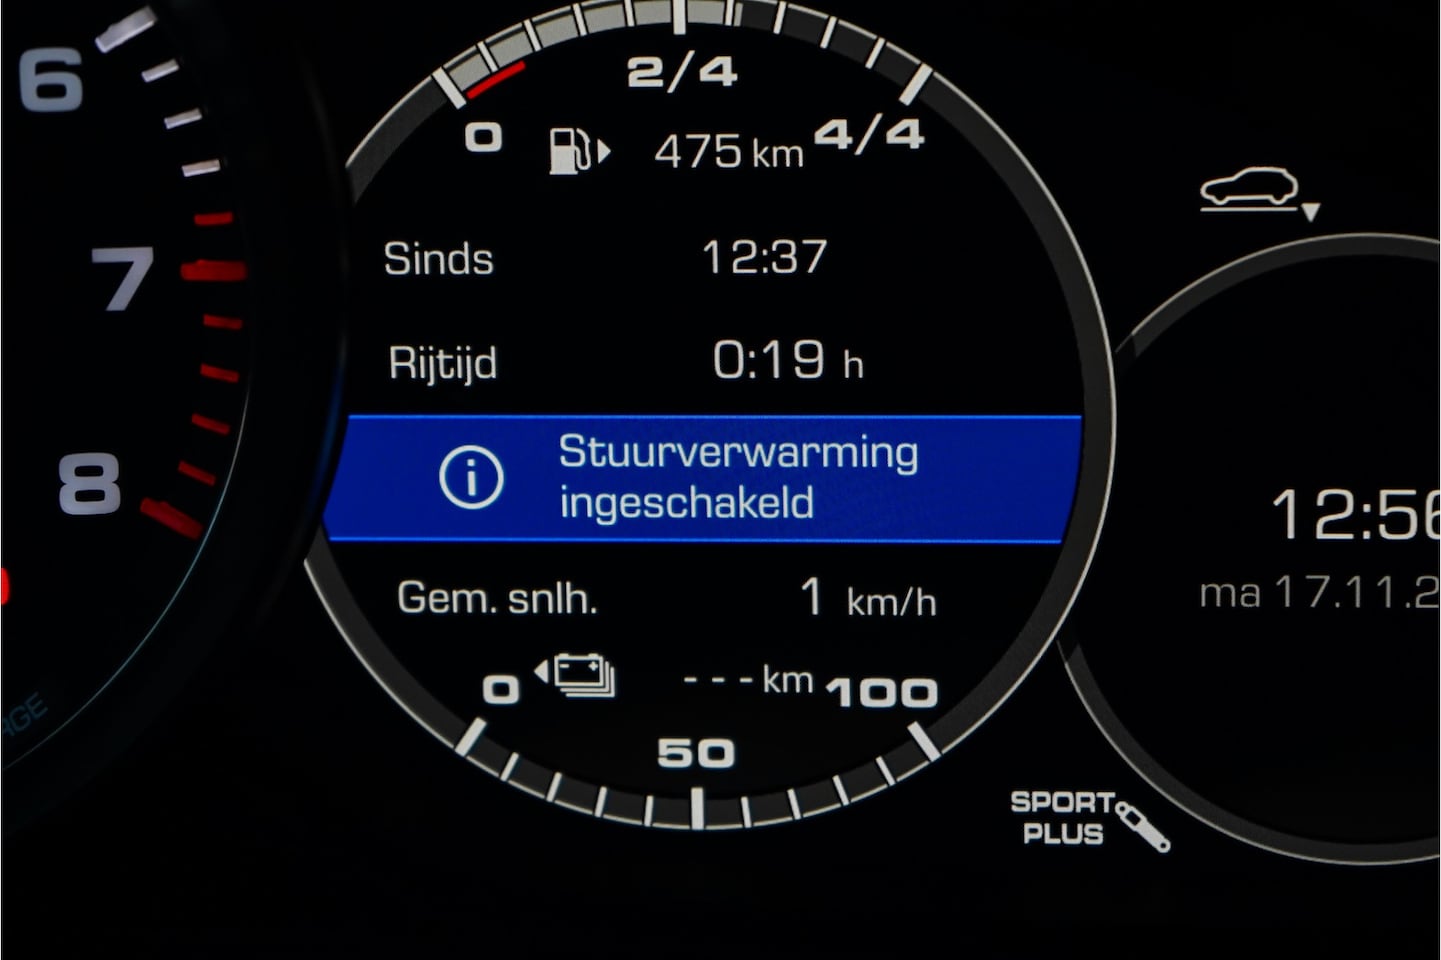 6
7
8
2/4
0
475 km
4/4
Sinds 12:37
Rijtijd 0:19 h
Stuurverwarming
ingeschakeld
Gem. snlh. 1 km/h
0
--- km
100
50
12:56
ma 17.11.2
SPORT
PLUS